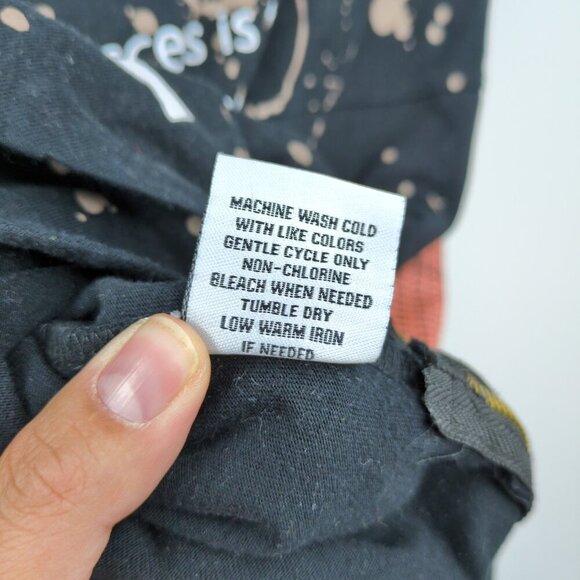 res is
MACHINE WASH COLD
WITH LIKE COLORS
GENTLE CYCLE ONLY
NON-CHLORINE
BLEACH WHEN NEEDED
TUMBLE DRY
LOW WARM IRON
IF NEEDED